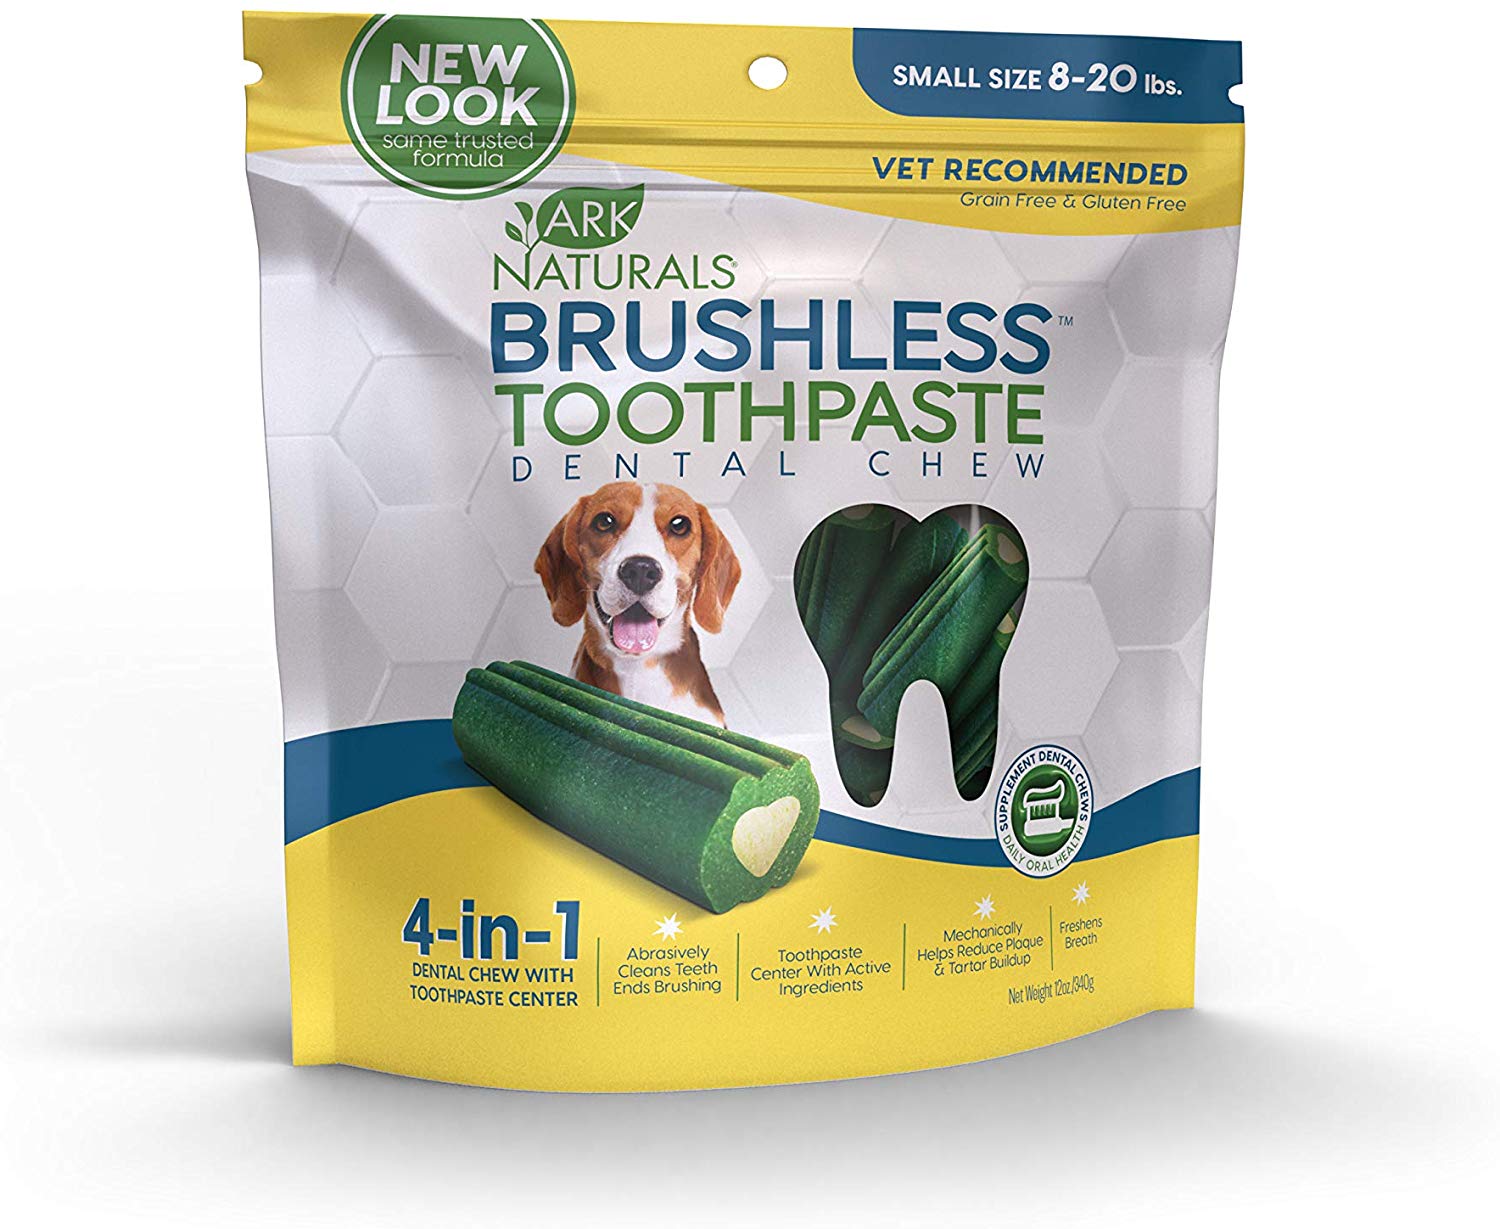 NEW
LOOK
same trusted
formula
SMALL SIZE 8-20 lbs.
VET RECOMMENDED
Grain Free & Gluten Free
ARK
NATURALS®
BRUSHLESS™
TOOTHPASTE
DENTAL CHEW
SUPPLEMENT DENTAL CHEWS
DAILY ORAL HEALTH
4-in-1
DENTAL CHEW WITH
TOOTHPASTE CENTER
Abrasively
Cleans Teeth
Ends Brushing
Toothpaste
Center With Active
Ingredients
Mechanically
Helps Reduce Plaque
& Tartar Buildup
Freshens
Breath
Net Weight 12oz./340g